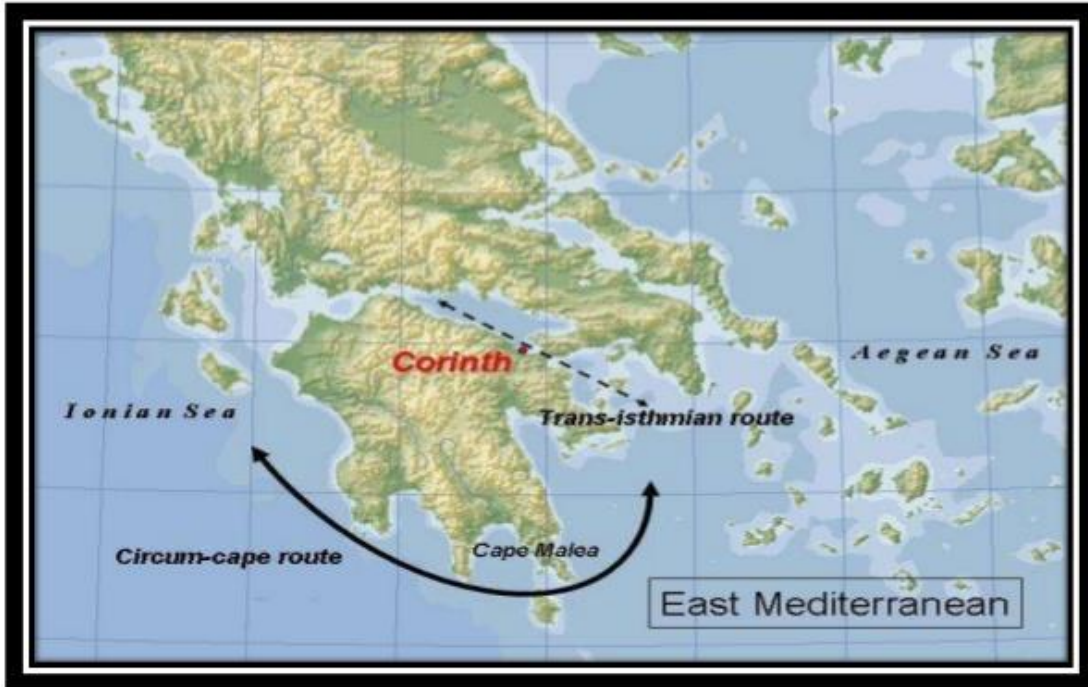 Corinth
Aegean Sea
Ionian Sea
Trans-isthmian route
Circum-cape route
Cape Malea
East Mediterranean